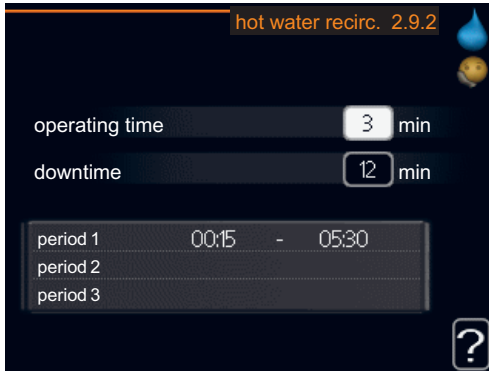 hot water recirc. 2.9.2
operating time 3 min
downtime 12 min
period 1 00:15 - 05:30
period 2
period 3
?